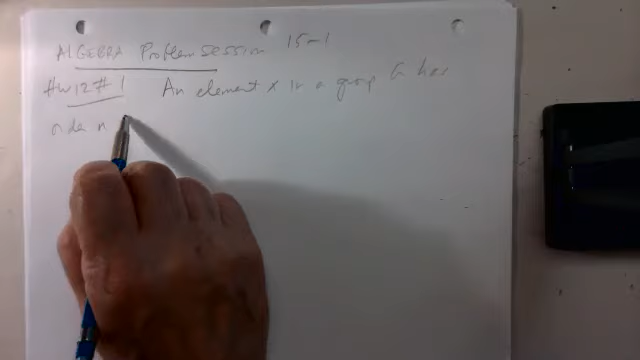 ALGEBRA Problem SESSION 15-1
HW12#1 An element x in a group G has
order n